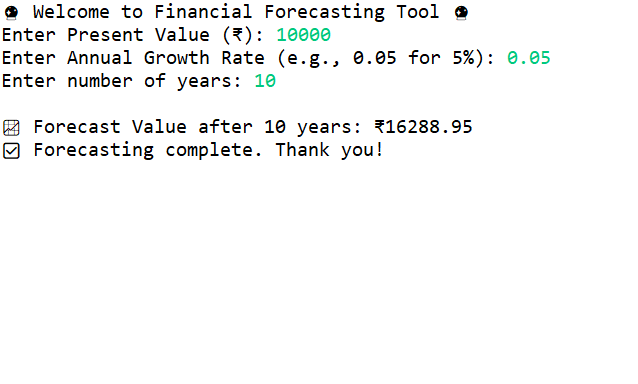 🔮 Welcome to Financial Forecasting Tool 🔮
Enter Present Value (₹): 10000
Enter Annual Growth Rate (e.g., 0.05 for 5%): 0.05
Enter number of years: 10
📈 Forecast Value after 10 years: ₹16288.95
☑ Forecasting complete. Thank you!